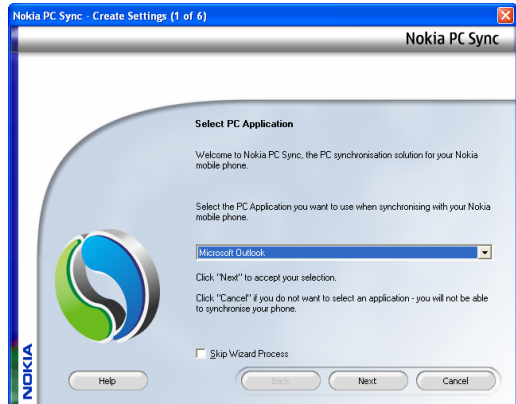 Nokia PC Sync - Create Settings (1 of 6)
Nokia PC Sync
Select PC Application
Welcome to Nokia PC Sync, the PC synchronisation solution for your Nokia
mobile phone.
Select the PC Application you want to use when synchronising with your Nokia
mobile phone.
Microsoft Outlook
Click "Next" to accept your selection.
Click "Cancel" if you do not want to select an application - you will not be able
to synchronise your phone.
Skip Wizard Process
NOKIA
Help
Back
Next
Cancel